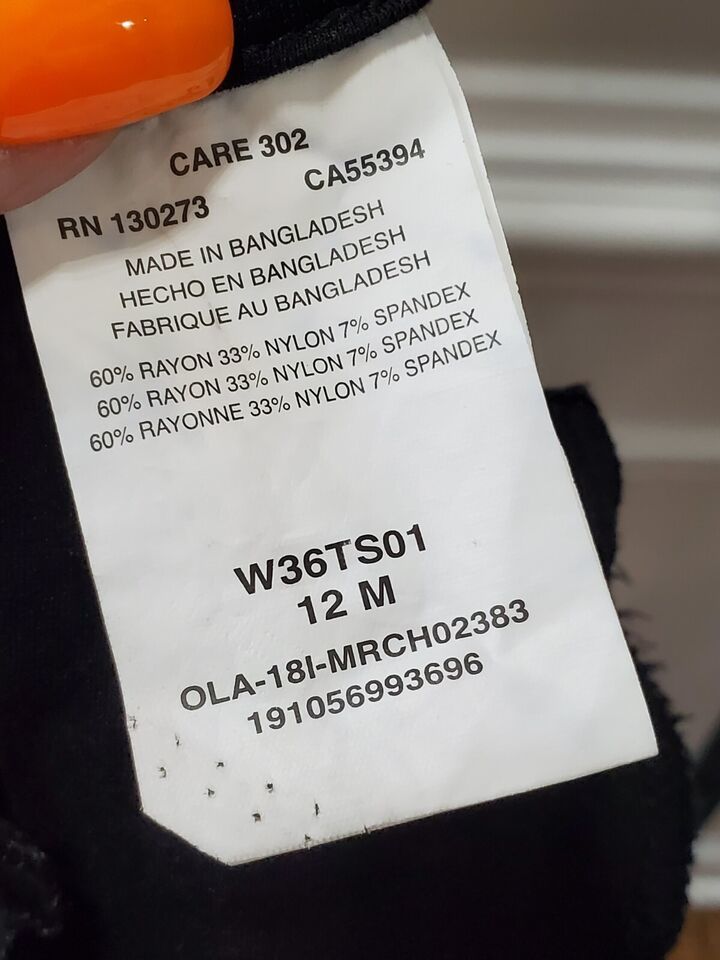 CARE 302
RN 130273 CA55394
MADE IN BANGLADESH
HECHO EN BANGLADESH
FABRIQUE AU BANGLADESH
60% RAYON 33% NYLON 7% SPANDEX
60% RAYON 33% NYLON 7% SPANDEX
60% RAYONNE 33% NYLON 7% SPANDEX
W36TS01
12 M
OLA-18I-MRCH02383
191056993696